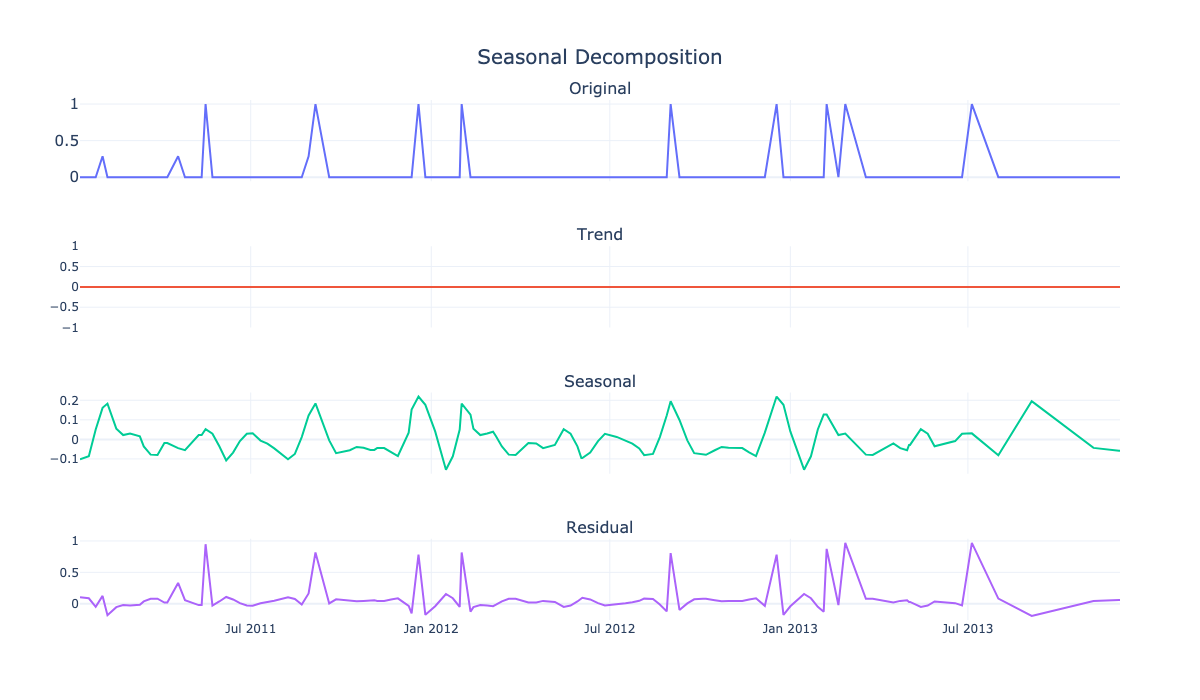 Seasonal Decomposition
Original
1
0.5
0
Trend
1
0.5
0
−0.5
−1
Seasonal
0.2
0.1
0
−0.1
Residual
1
0.5
0
Jul 2011 Jan 2012 Jul 2012 Jan 2013 Jul 2013